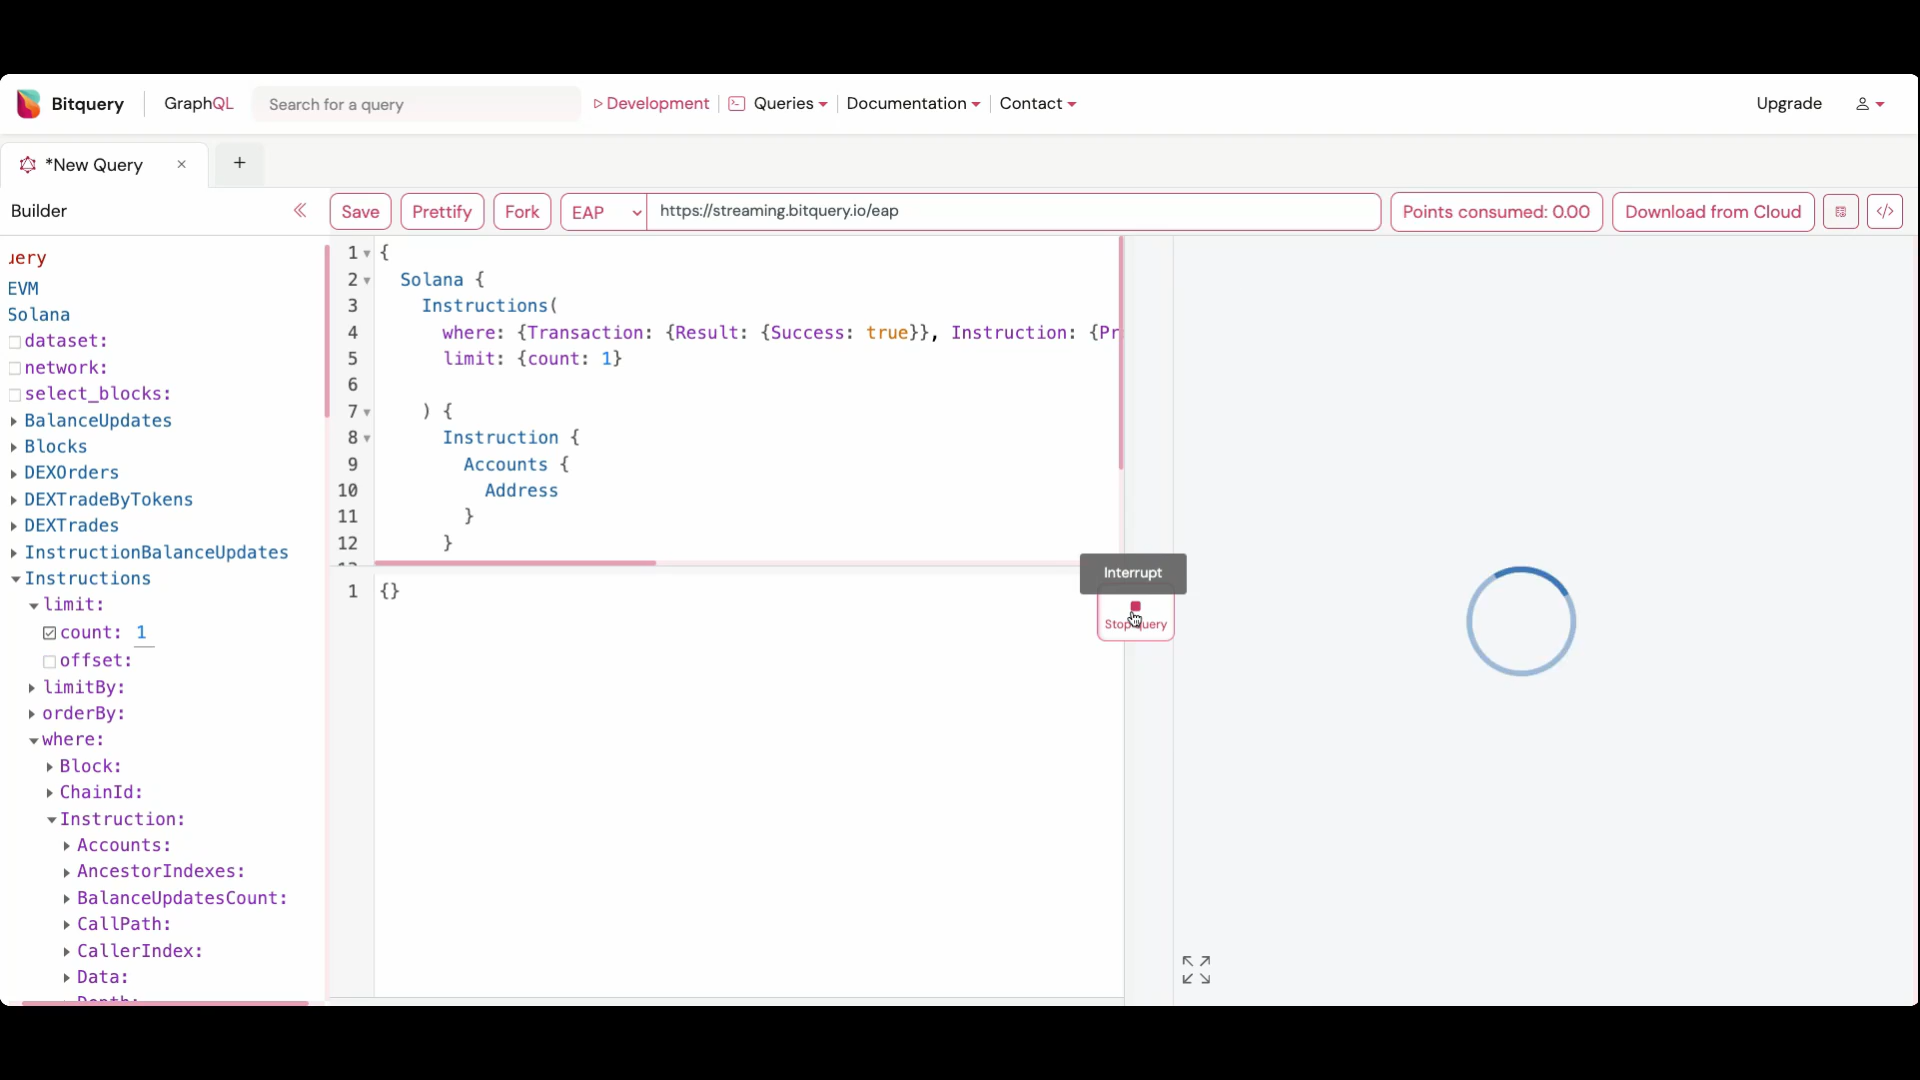 Bitquery
GraphQL
Search for a query
Development
Queries
Documentation
Contact
Upgrade
*New Query
+
Builder
Save
Prettify
Fork
EAP
https://streaming.bitquery.io/eap
Points consumed: 0.00
Download from Cloud
uery
EVM
Solana
dataset:
network:
select_blocks:
BalanceUpdates
Blocks
DEXOrders
DEXTradeByTokens
DEXTrades
InstructionBalanceUpdates
Instructions
limit:
count: 1
offset:
limitBy:
orderBy:
where:
Block:
ChainId:
Instruction:
Accounts:
AncestorIndexes:
BalanceUpdatesCount:
CallPath:
CallerIndex:
Data:
Depth:
1 {
2 Solana {
3 Instructions(
4 where: {Transaction: {Result: {Success: true}}, Instruction: {Pr
5 limit: {count: 1}
6
7 ) {
8 Instruction {
9 Accounts {
10 Address
11 }
12 }
1 {}
Interrupt
Stop query